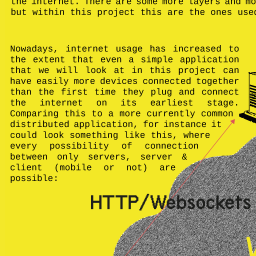 the internet. There are some more layers and mo
but within this project this are the ones used
Nowadays, internet usage has increased to
the extent that even a simple application
that we will look at in this project can
have easily more devices connected together
than the first time they plug and connect
the internet on its earliest stage.
Comparing this to a more currently common
distributed application, for instance it
could look something like this, where
every possibility of connection
between only servers, server &
client (mobile or not) are
possible:
HTTP/Websockets